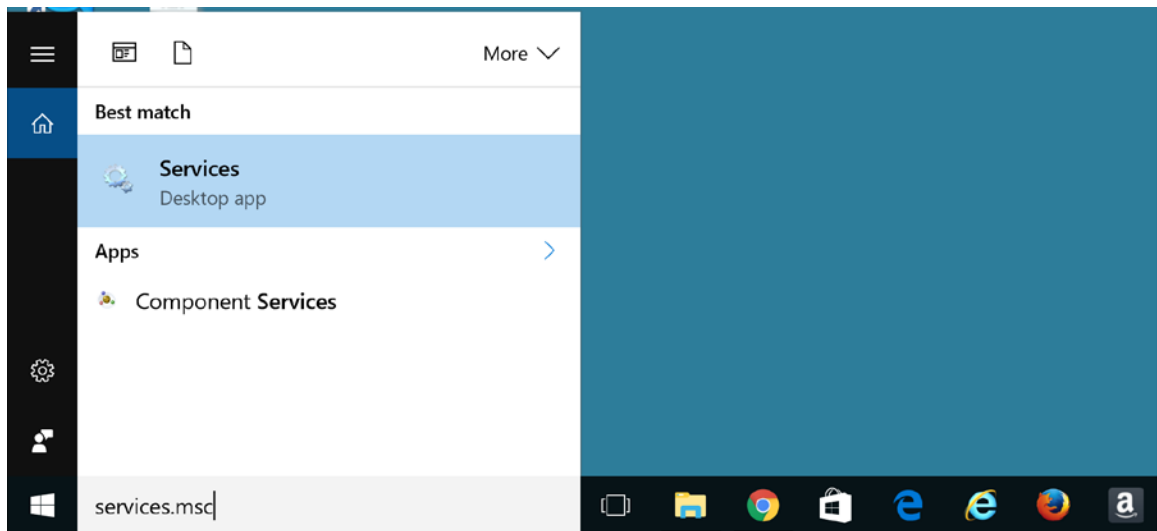 More
Best match
Services
Desktop app
Apps
Component Services
services.msc